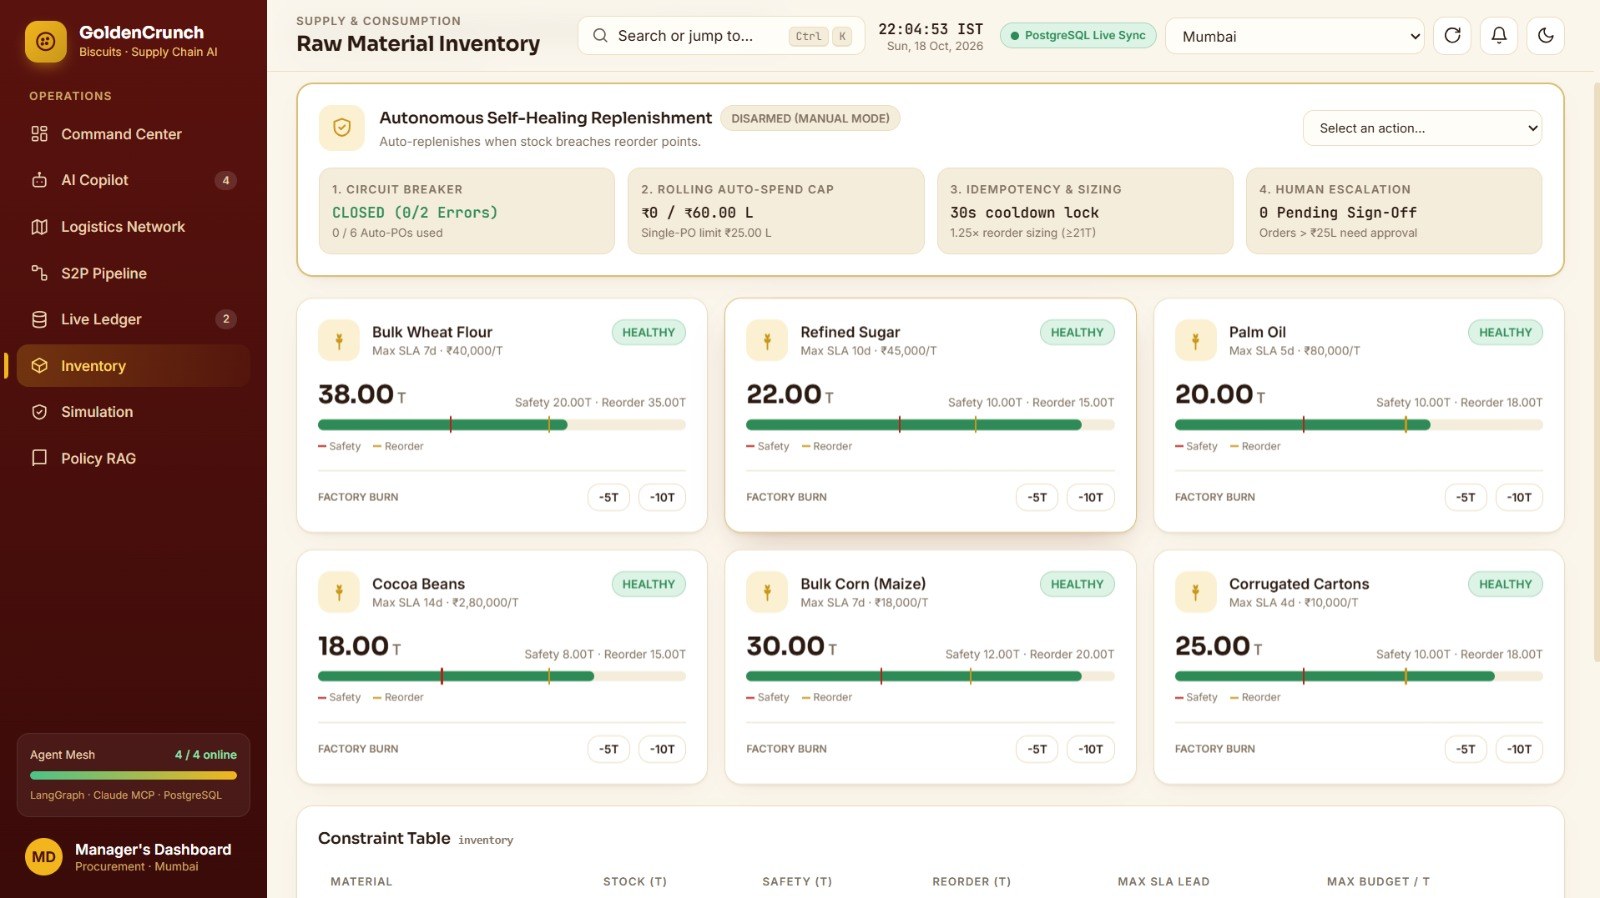 GoldenCrunch
Biscuits · Supply Chain AI
OPERATIONS
Command Center
AI Copilot 4
Logistics Network
S2P Pipeline
Live Ledger 2
Inventory
Simulation
Policy RAG
Agent Mesh 4 / 4 online
LangGraph · Claude MCP · PostgreSQL
MD
Manager's Dashboard
Procurement · Mumbai
SUPPLY & CONSUMPTION
Raw Material Inventory
Search or jump to... Ctrl K
22:04:53 IST
Sun, 18 Oct, 2026
PostgreSQL Live Sync
Mumbai
Autonomous Self-Healing Replenishment DISARMED (MANUAL MODE)
Auto-replenishes when stock breaches reorder points.
Select an action...
1. CIRCUIT BREAKER
CLOSED (0/2 Errors)
0 / 6 Auto-POs used
2. ROLLING AUTO-SPEND CAP
₹0 / ₹60.00 L
Single-PO limit ₹25.00 L
3. IDEMPOTENCY & SIZING
30s cooldown lock
1.25× reorder sizing (≥21T)
4. HUMAN ESCALATION
0 Pending Sign-Off
Orders > ₹25L need approval
Bulk Wheat Flour HEALTHY
Max SLA 7d · ₹40,000/T
38.00 T Safety 20.00T · Reorder 35.00T
Safety Reorder
FACTORY BURN -5T -10T
Refined Sugar HEALTHY
Max SLA 10d · ₹45,000/T
22.00 T Safety 10.00T · Reorder 15.00T
Safety Reorder
FACTORY BURN -5T -10T
Palm Oil HEALTHY
Max SLA 5d · ₹80,000/T
20.00 T Safety 10.00T · Reorder 18.00T
Safety Reorder
FACTORY BURN -5T -10T
Cocoa Beans HEALTHY
Max SLA 14d · ₹2,80,000/T
18.00 T Safety 8.00T · Reorder 15.00T
Safety Reorder
FACTORY BURN -5T -10T
Bulk Corn (Maize) HEALTHY
Max SLA 7d · ₹18,000/T
30.00 T Safety 12.00T · Reorder 20.00T
Safety Reorder
FACTORY BURN -5T -10T
Corrugated Cartons HEALTHY
Max SLA 4d · ₹10,000/T
25.00 T Safety 10.00T · Reorder 18.00T
Safety Reorder
FACTORY BURN -5T -10T
Constraint Table inventory
MATERIAL STOCK (T) SAFETY (T) REORDER (T) MAX SLA LEAD MAX BUDGET / T